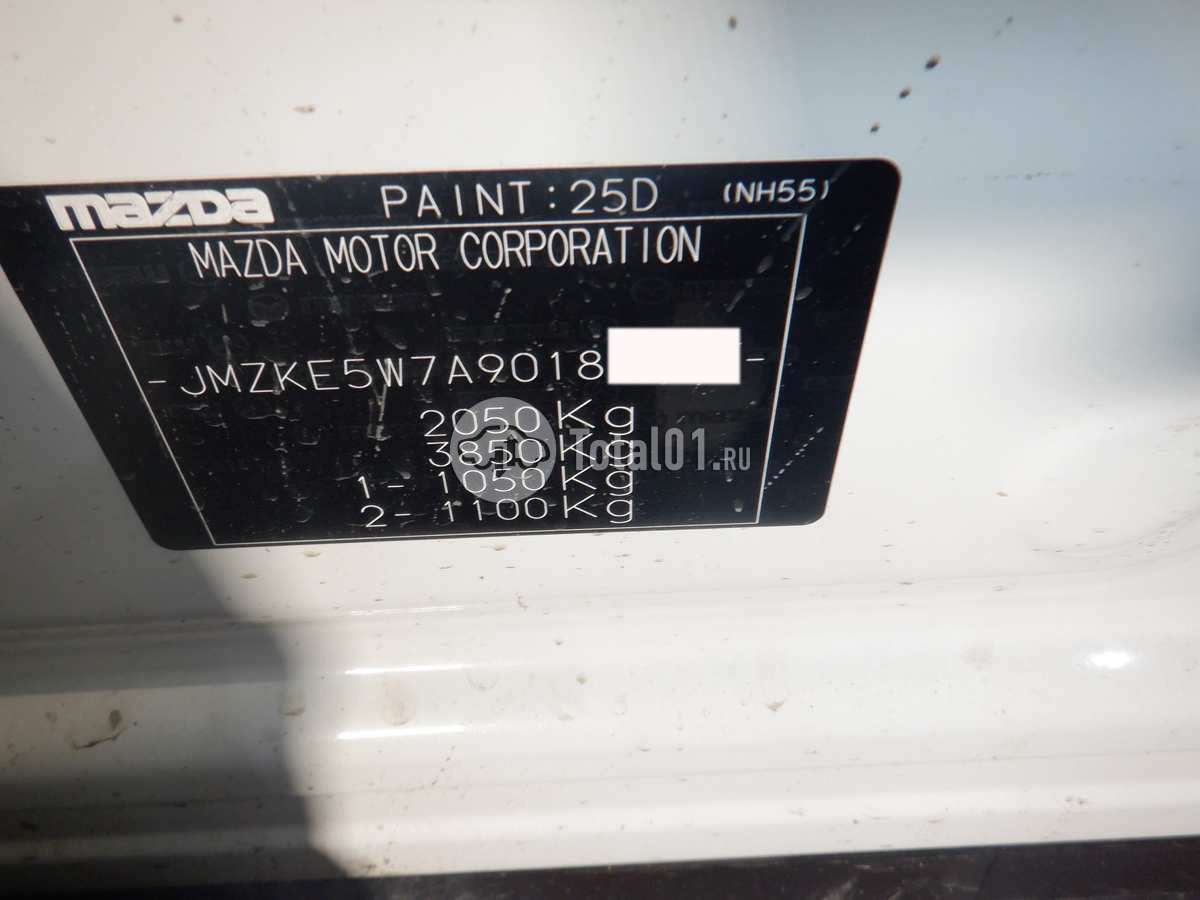 mazda PAINT:25D (NH55)
MAZDA MOTOR CORPORATION
-JMZKE5W7A9018 -
2050Kg
3850Kg
Total01.RU
1- 1050Kg
2- 1100Kg